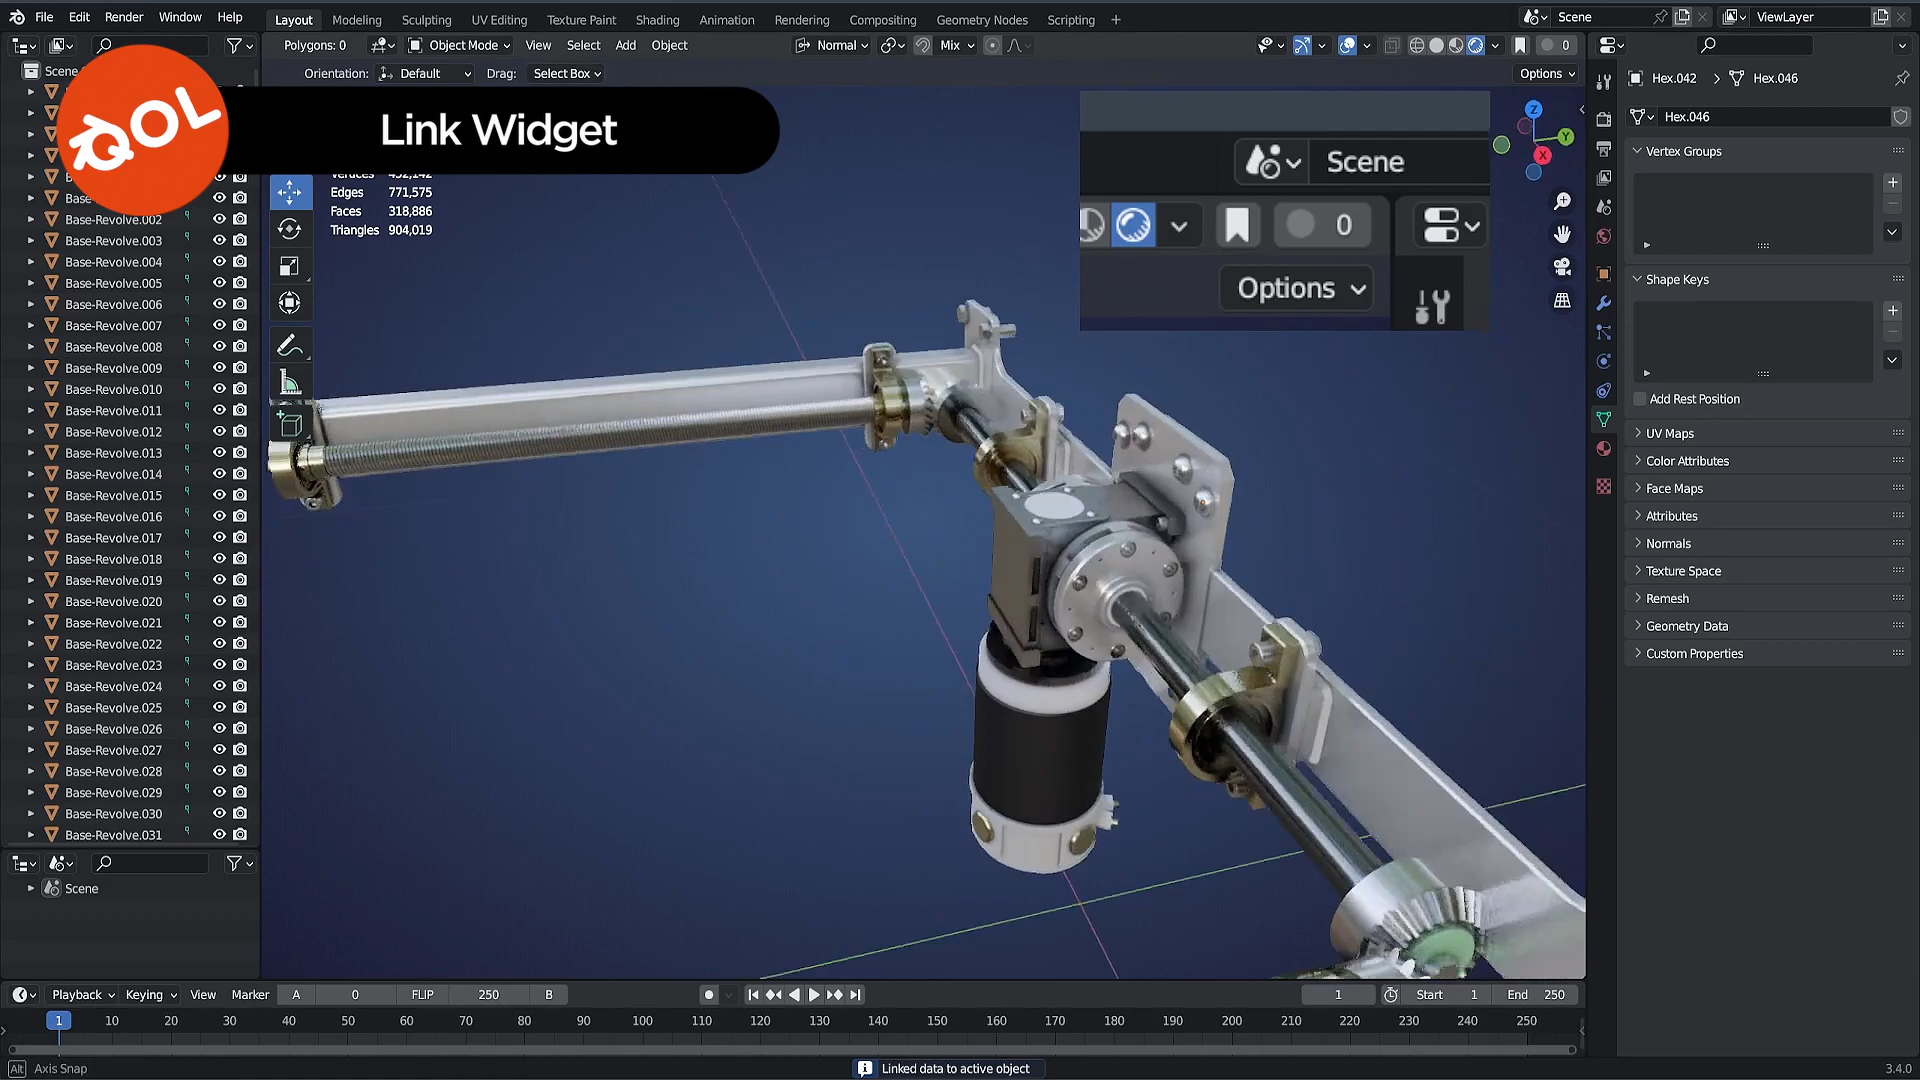 File Edit Render Window Help Layout Modeling Sculpting UV Editing Texture Paint Shading Animation Rendering Compositing Geometry Nodes Scripting + Scene ViewLayer
Polygons: 0 Object Mode View Select Add Object Normal Mix 0
Orientation: Default Drag: Select Box Options
Scene
QOL
Link Widget
Edges 771,575
Faces 318,886
Triangles 904,019
Scene
0
Options
Z
Y
X
Base-Revolve.002
Base-Revolve.003
Base-Revolve.004
Base-Revolve.005
Base-Revolve.006
Base-Revolve.007
Base-Revolve.008
Base-Revolve.009
Base-Revolve.010
Base-Revolve.011
Base-Revolve.012
Base-Revolve.013
Base-Revolve.014
Base-Revolve.015
Base-Revolve.016
Base-Revolve.017
Base-Revolve.018
Base-Revolve.019
Base-Revolve.020
Base-Revolve.021
Base-Revolve.022
Base-Revolve.023
Base-Revolve.024
Base-Revolve.025
Base-Revolve.026
Base-Revolve.027
Base-Revolve.028
Base-Revolve.029
Base-Revolve.030
Base-Revolve.031
Scene
Hex.042 Hex.046
Hex.046
Vertex Groups
Shape Keys
Add Rest Position
UV Maps
Color Attributes
Face Maps
Attributes
Normals
Texture Space
Remesh
Geometry Data
Custom Properties
Playback Keying View Marker A 0 FLIP 250 B 1 Start 1 End 250
1 10 20 30 40 50 60 70 80 90 100 110 120 130 140 150 160 170 180 190 200 210 220 230 240 250
Alt Axis Snap Linked data to active object 3.4.0